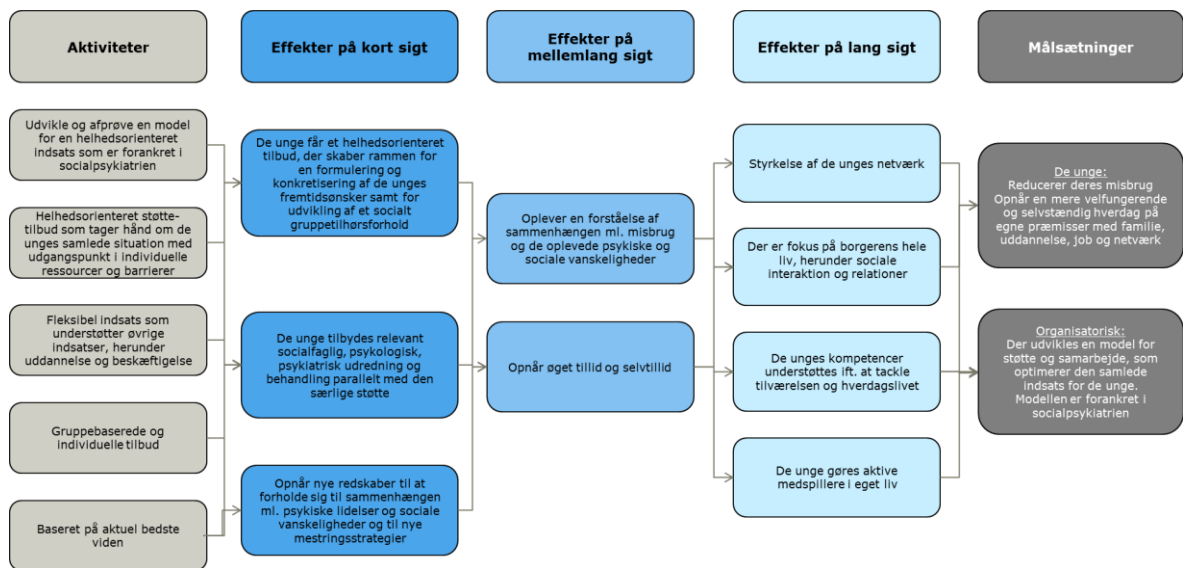 Aktiviteter
Effekter på kort sigt
Effekter på
mellemlang sigt
Effekter på lang sigt
Målsætninger
Udvikle og afprøve en model
for en helhedsorienteret
indsats som er forankret i
socialpsykiatrien
Helhedsorienteret støtte-
tilbud som tager hånd om de
unges samlede situation med
udgangspunkt i individuelle
ressourcer og barrierer
Fleksibel indsats som
understøtter øvrige
indsatser, herunder
uddannelse og beskæftigelse
Gruppebaserede og
individuelle tilbud
Baseret på aktuel bedste
viden
De unge får et helhedsorienteret
tilbud, der skaber rammen for
en formulering og
konkretisering af de unges
fremtidsønsker samt for
udvikling af et socialt
gruppetilhørsforhold
De unge tilbydes relevant
socialfaglig, psykologisk,
psykiatrisk udredning og
behandling parallelt med den
særlige støtte
Opnår nye redskaber til at
forholde sig til sammenhængen
ml. psykiske lidelser og sociale
vanskeligheder og til nye
mestringsstrategier
Oplever en forståelse af
sammenhængen ml. misbrug
og de oplevede psykiske og
sociale vanskeligheder
Opnår øget tillid og selvtillid
Styrkelse af de unges netværk
Der er fokus på borgerens hele
liv, herunder sociale
interaktion og relationer
De unges kompetencer
understøttes ift. at tackle
tilværelsen og hverdagslivet
De unge gøres aktive
medspillere i eget liv
De unge:
Reducerer deres misbrug
Opnår en mere velfungerende
og selvstændig hverdag på
egne præmisser med familie,
uddannelse, job og netværk
Organisatorisk:
Der udvikles en model for
støtte og samarbejde, som
optimerer den samlede
indsats for de unge.
Modellen er forankret i
socialpsykiatrien